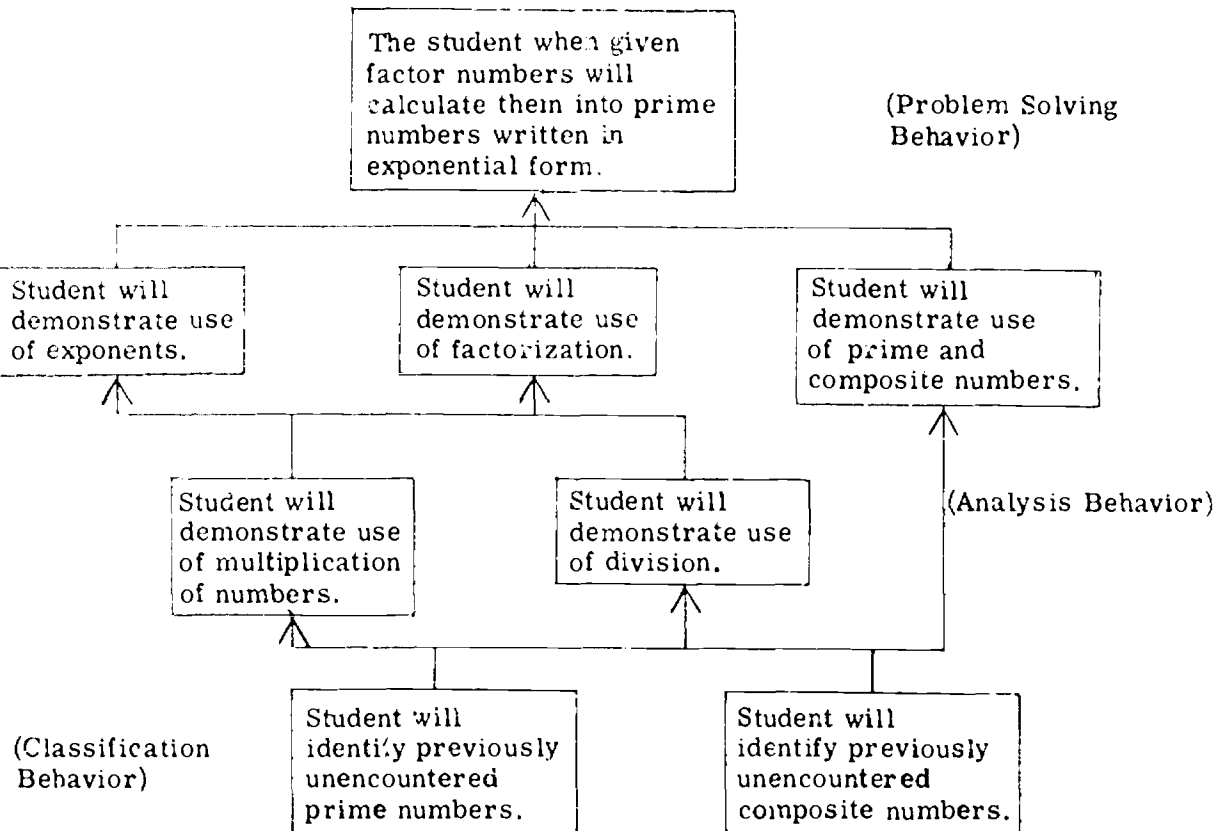 The student when given
factor numbers will
calculate them into prime
numbers written in
exponential form.
(Problem Solving
Behavior)
Student will
demonstrate use
of exponents.
Student will
demonstrate use
of factorization.
Student will
demonstrate use
of prime and
composite numbers.
Student will
demonstrate use
of multiplication
of numbers.
Student will
demonstrate use
of division.
(Analysis Behavior)
(Classification
Behavior)
Student will
identify previously
unencountered
prime numbers.
Student will
identify previously
unencountered
composite numbers.